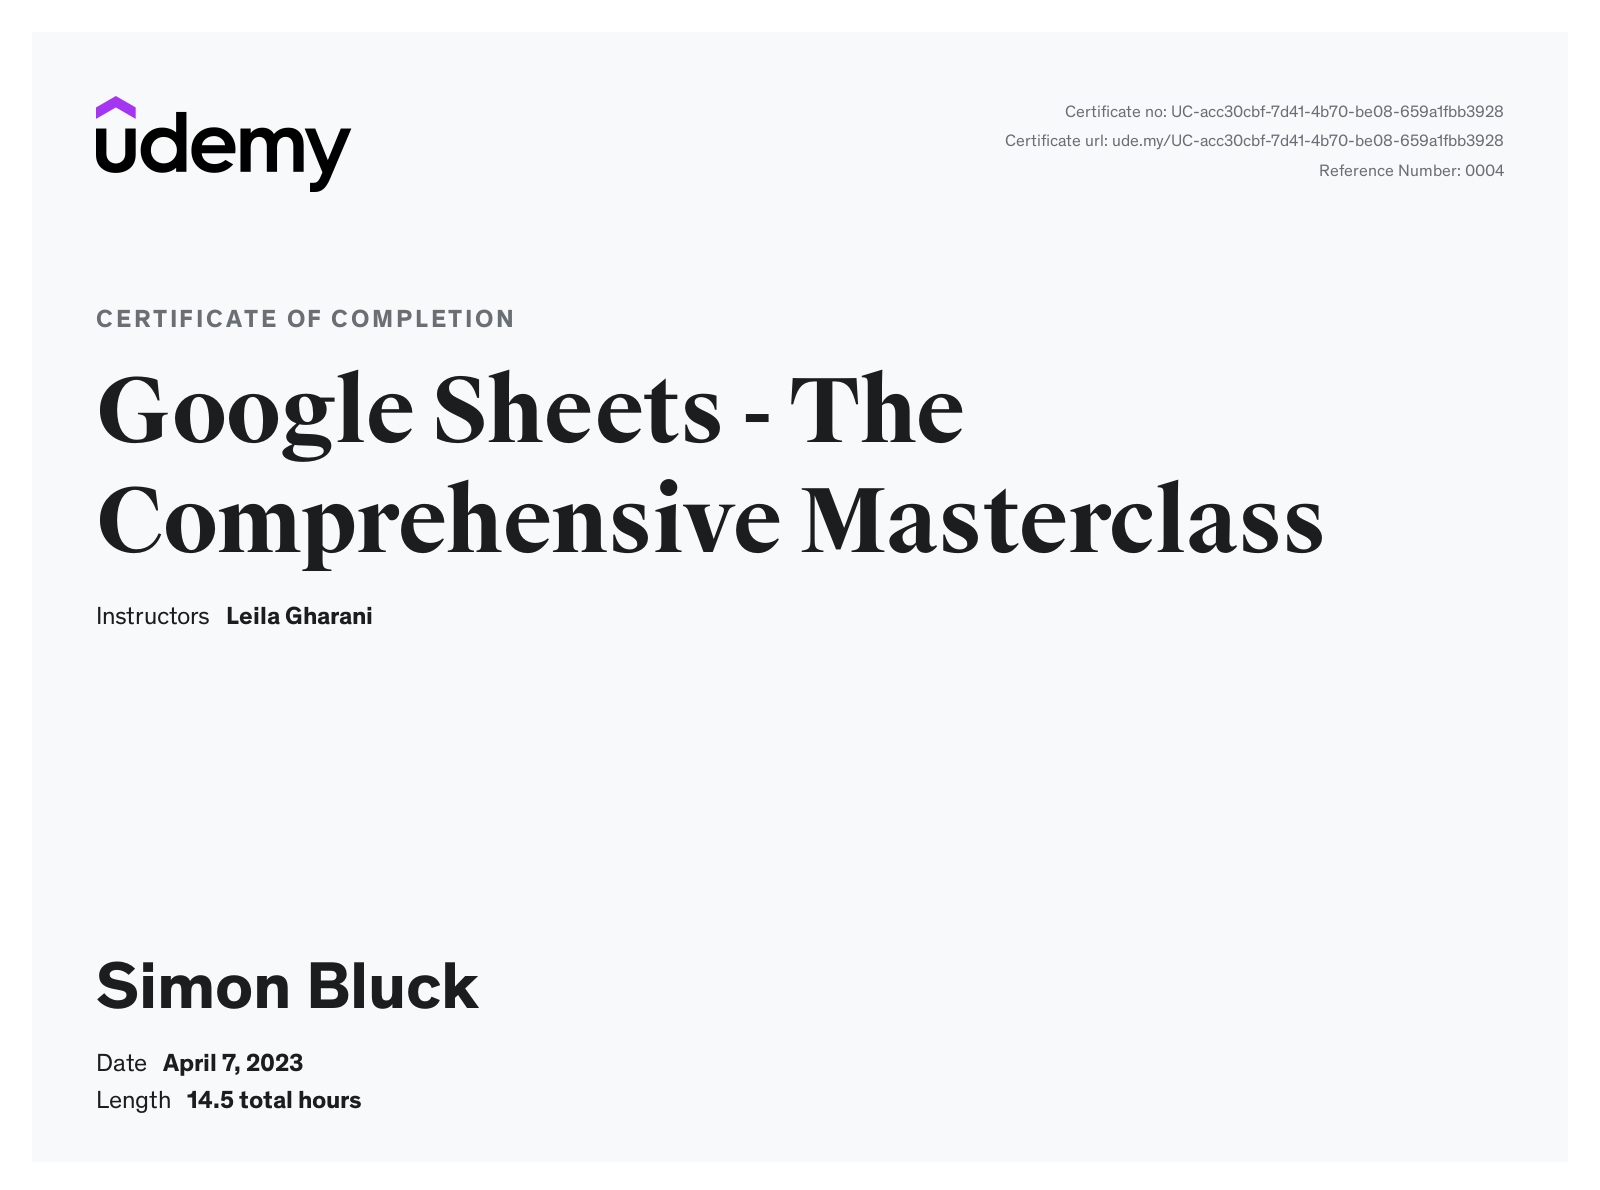 udemy
Certificate no: UC-acc30cbf-7d41-4b70-be08-659a1fbb3928
Certificate url: ude.my/UC-acc30cbf-7d41-4b70-be08-659a1fbb3928
Reference Number: 0004
CERTIFICATE OF COMPLETION
Google Sheets - The
Comprehensive Masterclass
Instructors Leila Gharani
Simon Bluck
Date April 7, 2023
Length 14.5 total hours